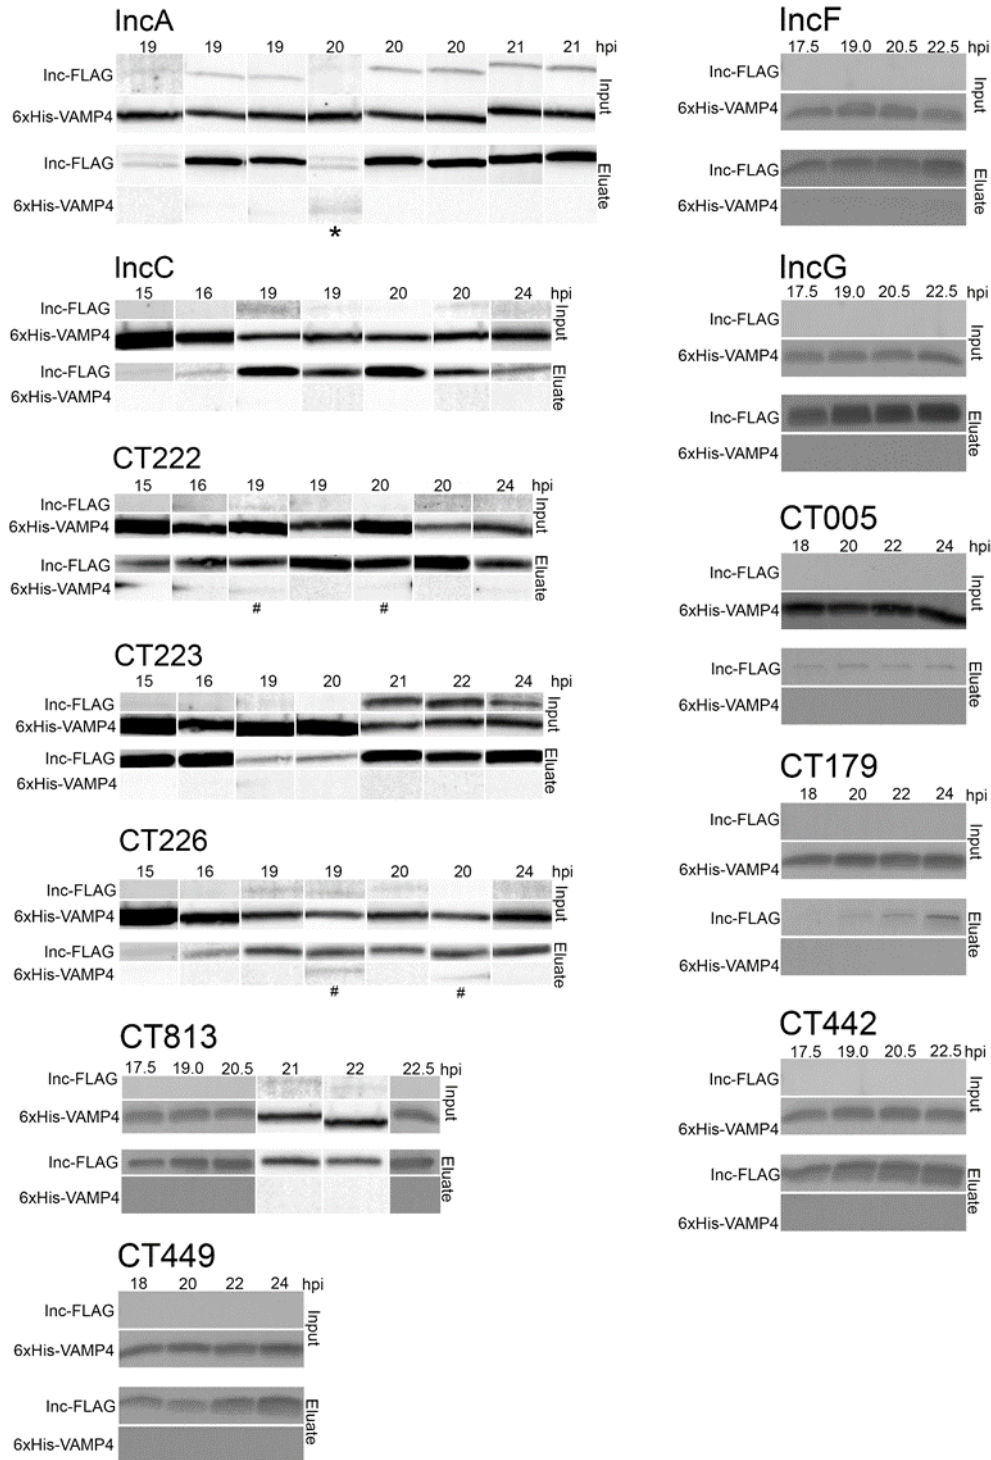 IncA
19 19 19 20 20 20 21 21 hpi
Inc-FLAG
6xHis-VAMP4
Input
Inc-FLAG
6xHis-VAMP4
Eluate
*
IncC
15 16 19 19 20 20 24 hpi
Inc-FLAG
6xHis-VAMP4
Input
Inc-FLAG
6xHis-VAMP4
Eluate
CT222
15 16 19 19 20 20 24 hpi
Inc-FLAG
6xHis-VAMP4
Input
Inc-FLAG
6xHis-VAMP4
Eluate
# #
CT223
15 16 19 20 21 22 24 hpi
Inc-FLAG
6xHis-VAMP4
Input
Inc-FLAG
6xHis-VAMP4
Eluate
CT226
15 16 19 19 20 20 24 hpi
Inc-FLAG
6xHis-VAMP4
Input
Inc-FLAG
6xHis-VAMP4
Eluate
# #
CT813
17.5 19.0 20.5 21 22 22.5 hpi
Inc-FLAG
6xHis-VAMP4
Input
Inc-FLAG
6xHis-VAMP4
Eluate
CT449
18 20 22 24 hpi
Inc-FLAG
6xHis-VAMP4
Input
Inc-FLAG
6xHis-VAMP4
Eluate
IncF
17.5 19.0 20.5 22.5 hpi
Inc-FLAG
6xHis-VAMP4
Input
Inc-FLAG
6xHis-VAMP4
Eluate
IncG
17.5 19.0 20.5 22.5 hpi
Inc-FLAG
6xHis-VAMP4
Input
Inc-FLAG
6xHis-VAMP4
Eluate
CT005
18 20 22 24 hpi
Inc-FLAG
6xHis-VAMP4
Input
Inc-FLAG
6xHis-VAMP4
Eluate
CT179
18 20 22 24 hpi
Inc-FLAG
6xHis-VAMP4
Input
Inc-FLAG
6xHis-VAMP4
Eluate
CT442
17.5 19.0 20.5 22.5 hpi
Inc-FLAG
6xHis-VAMP4
Input
Inc-FLAG
6xHis-VAMP4
Eluate